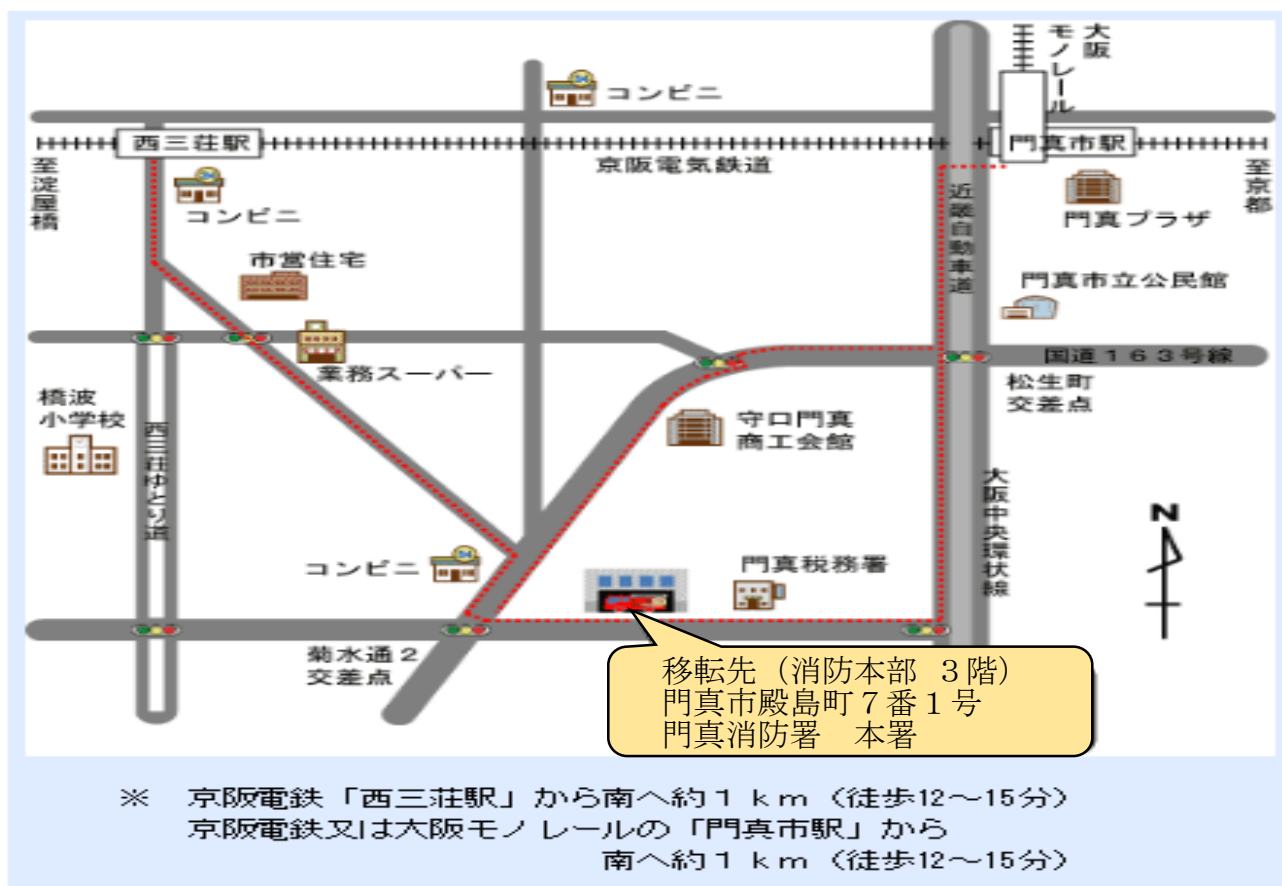 大阪
モノレール
コンビニ
西三荘駅
門真市駅
至淀屋橋
京阪電気鉄道
至京都
コンビニ
近畿自動車道
門真プラザ
市営住宅
門真市立公民館
業務スーパー
国道１６３号線
松生町
交差点
橋波
小学校
守口門真
商工会館
西三荘ゆとり道
大阪中央環状線
N
コンビニ
門真税務署
菊水通２
交差点
移転先（消防本部　３階）
門真市殿島町７番１号
門真消防署　本署
※　京阪電鉄「西三荘駅」から南へ約１ｋｍ（徒歩12～15分）
京阪電鉄又は大阪モノレールの「門真市駅」から
南へ約１ｋｍ（徒歩12～15分）